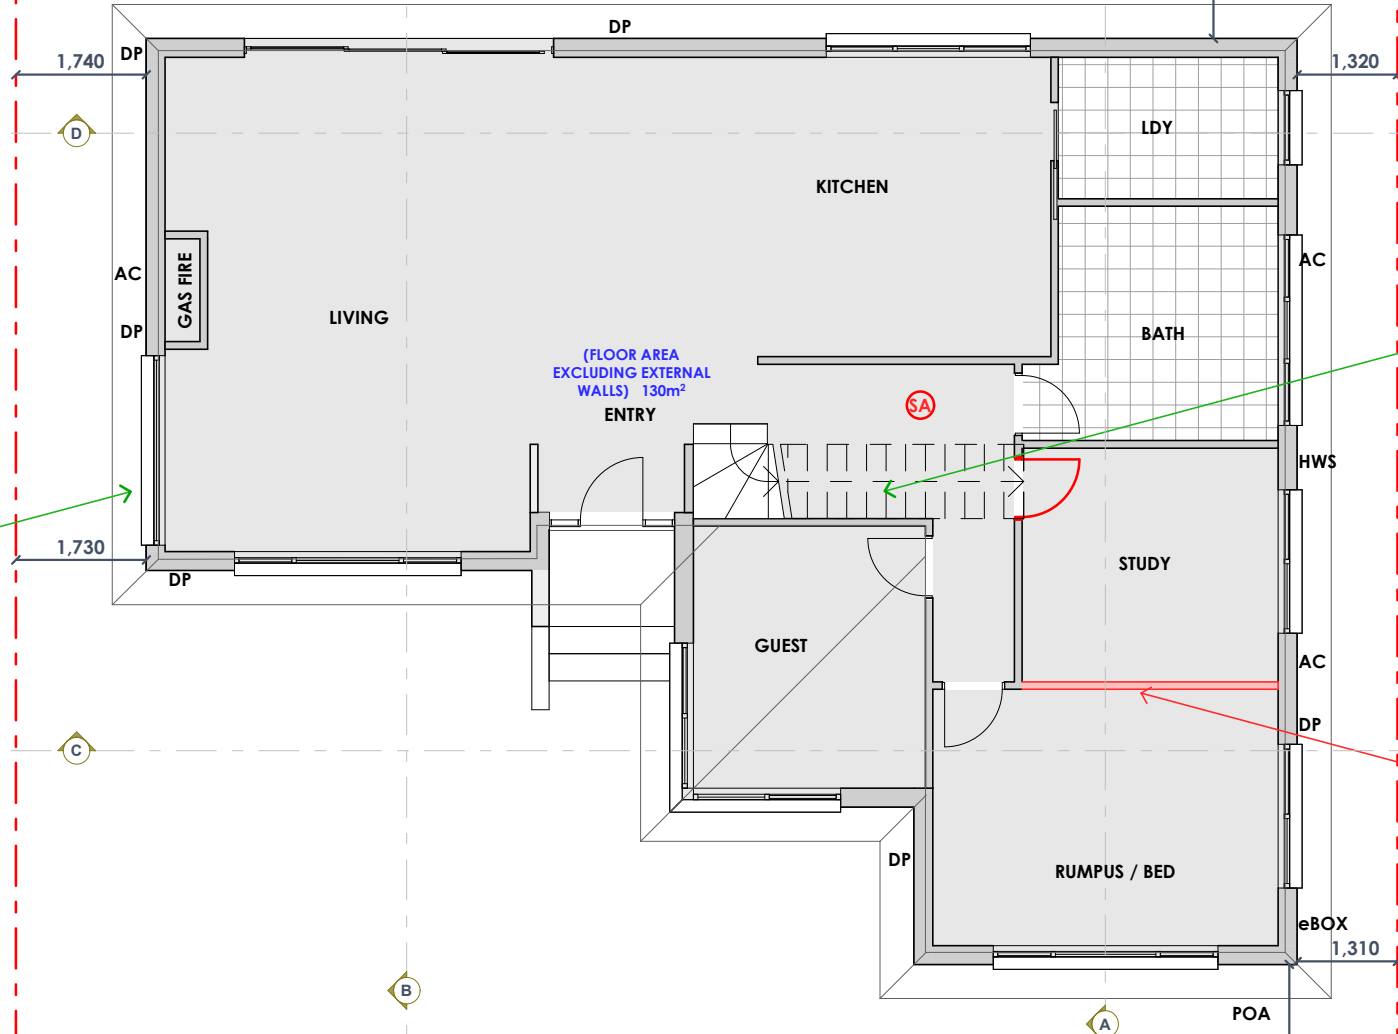 DP
DP
1,740
1,320
D
LDY
KITCHEN
AC
AC
GAS FIRE
LIVING
DP
BATH
(FLOOR AREA
EXCLUDING EXTERNAL
WALLS) 130m²
ENTRY
SA
HWS
1,730
DP
STUDY
GUEST
AC
DP
C
DP
RUMPUS / BED
eBOX
1,310
B
POA
A